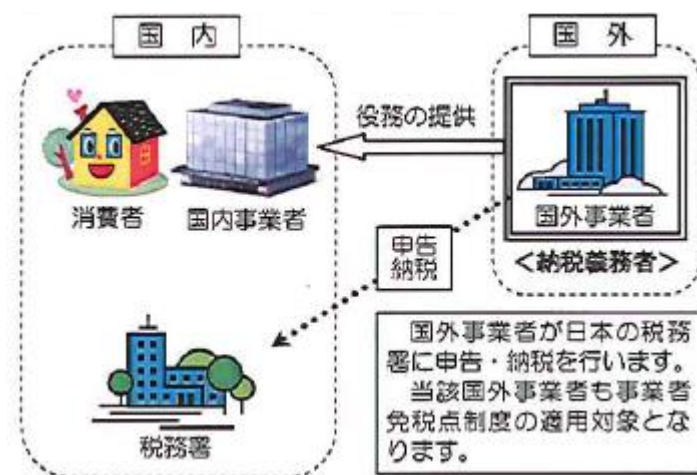 国内
国外
役務の提供
消費者
国内事業者
国外事業者
<納税義務者>
申告
納税
税務署
国外事業者が日本の税務
署に申告・納税を行います。
当該国外事業者も事業者
免税点制度の適用対象とな
ります。